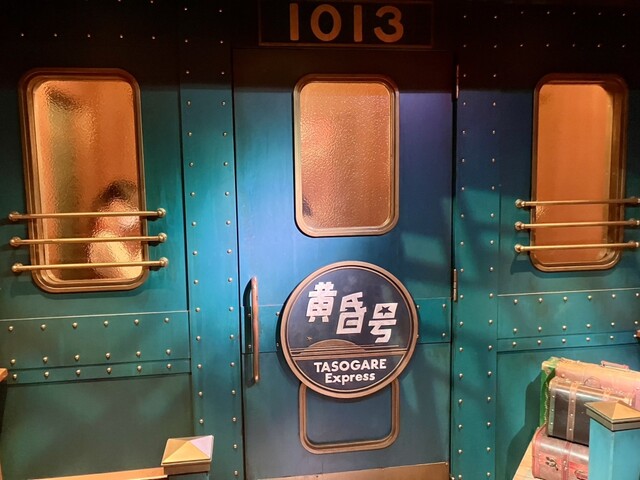 1013
黄昏号
TASOGARE
Express